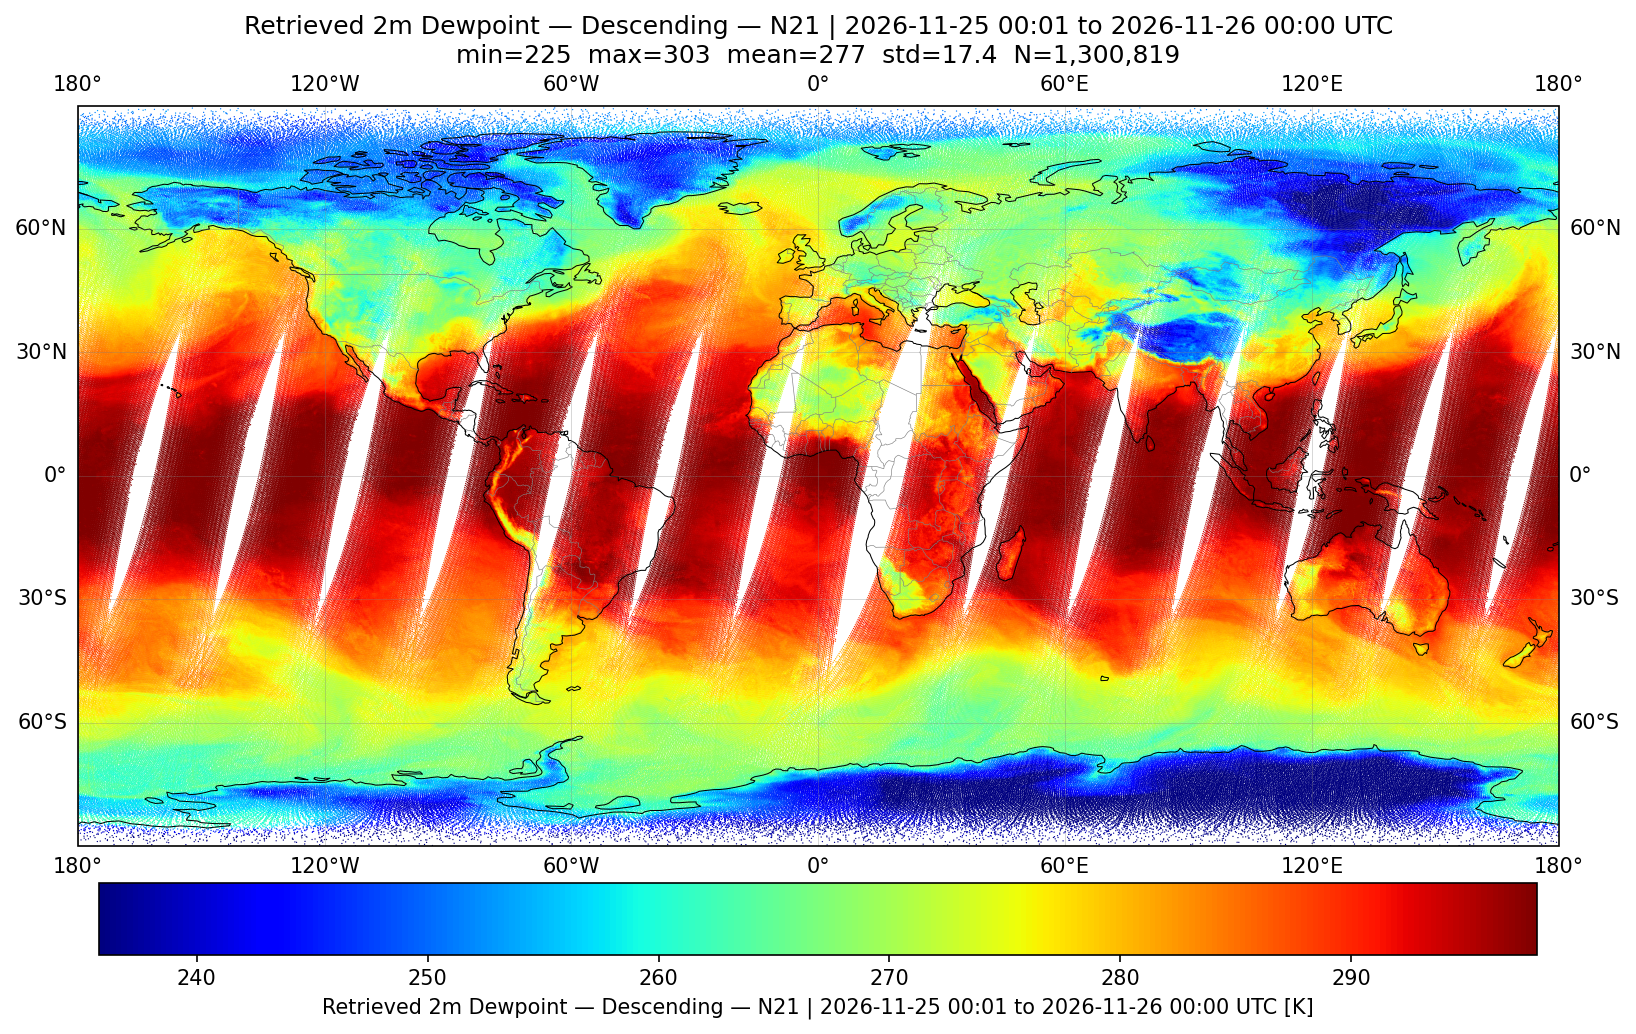 Retrieved 2m Dewpoint — Descending — N21 | 2026-11-25 00:01 to 2026-11-26 00:00 UTC
min=225 max=303 mean=277 std=17.4 N=1,300,819
180° 120°W 60°W 0° 60°E 120°E 180°
60°N 60°N
30°N 30°N
0° 0°
30°S 30°S
60°S 60°S
180° 120°W 60°W 0° 60°E 120°E 180°
240 250 260 270 280 290
Retrieved 2m Dewpoint — Descending — N21 | 2026-11-25 00:01 to 2026-11-26 00:00 UTC [K]